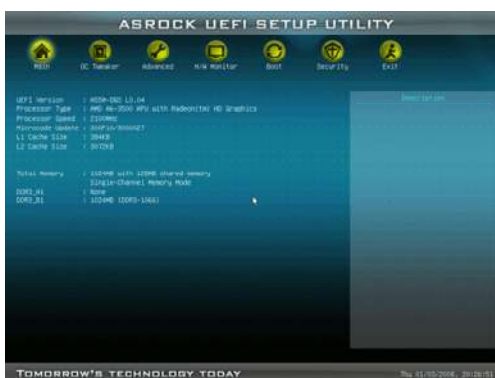 ASROCK UEFI SETUP UTILITY
Main OC Tweaker Advanced H/W Monitor Boot Security Exit
Description
UEFI Version :
Processor Type : AMD A6-3500 APU with Radeon(tm) HD Graphics
Processor Speed : 2100MHz
Microcode Update :
L1 Cache Size : 384KB
L2 Cache Size : 3072KB
Total Memory : 1024MB with 128MB shared memory
Single-Channel Memory Mode
DDR3_A1 : None
DDR3_B1 : 1024MB (DDR3-1066)
TOMORROW'S TECHNOLOGY TODAY
Thu